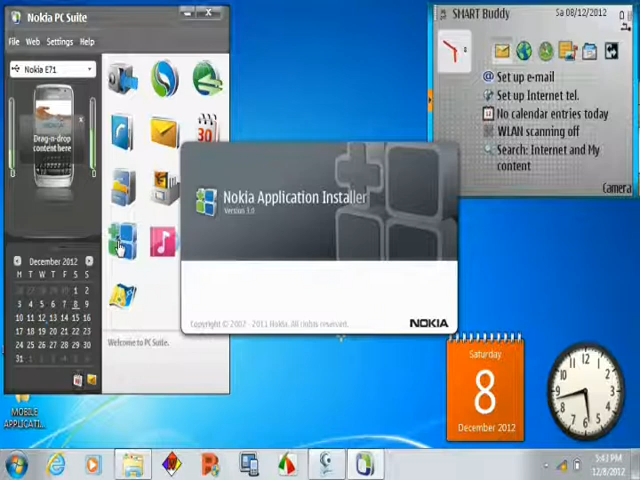 Nokia PC Suite
File Web Settings Help
Nokia E71
Drag-n-drop
content here
30
December 2012
M T W T F S S
1 2
3 4 5 6 7 8 9
10 11 12 13 14 15 16
17 18 19 20 21 22 23
24 25 26 27 28 29 30
31
Welcome to PC Suite.
Nokia Application Installer
Version 3.0
Copyright © 2002 - 2011 Nokia. All rights reserved.
NOKIA
SMART Buddy
Sa 08/12/2012
Set up e-mail
Set up Internet tel.
No calendar entries today
WLAN scanning off
Search: Internet and My
content
Camera
Saturday
8
December 2012
12
MOBILE
APPLICATI...
5:43 PM
12/8/2012